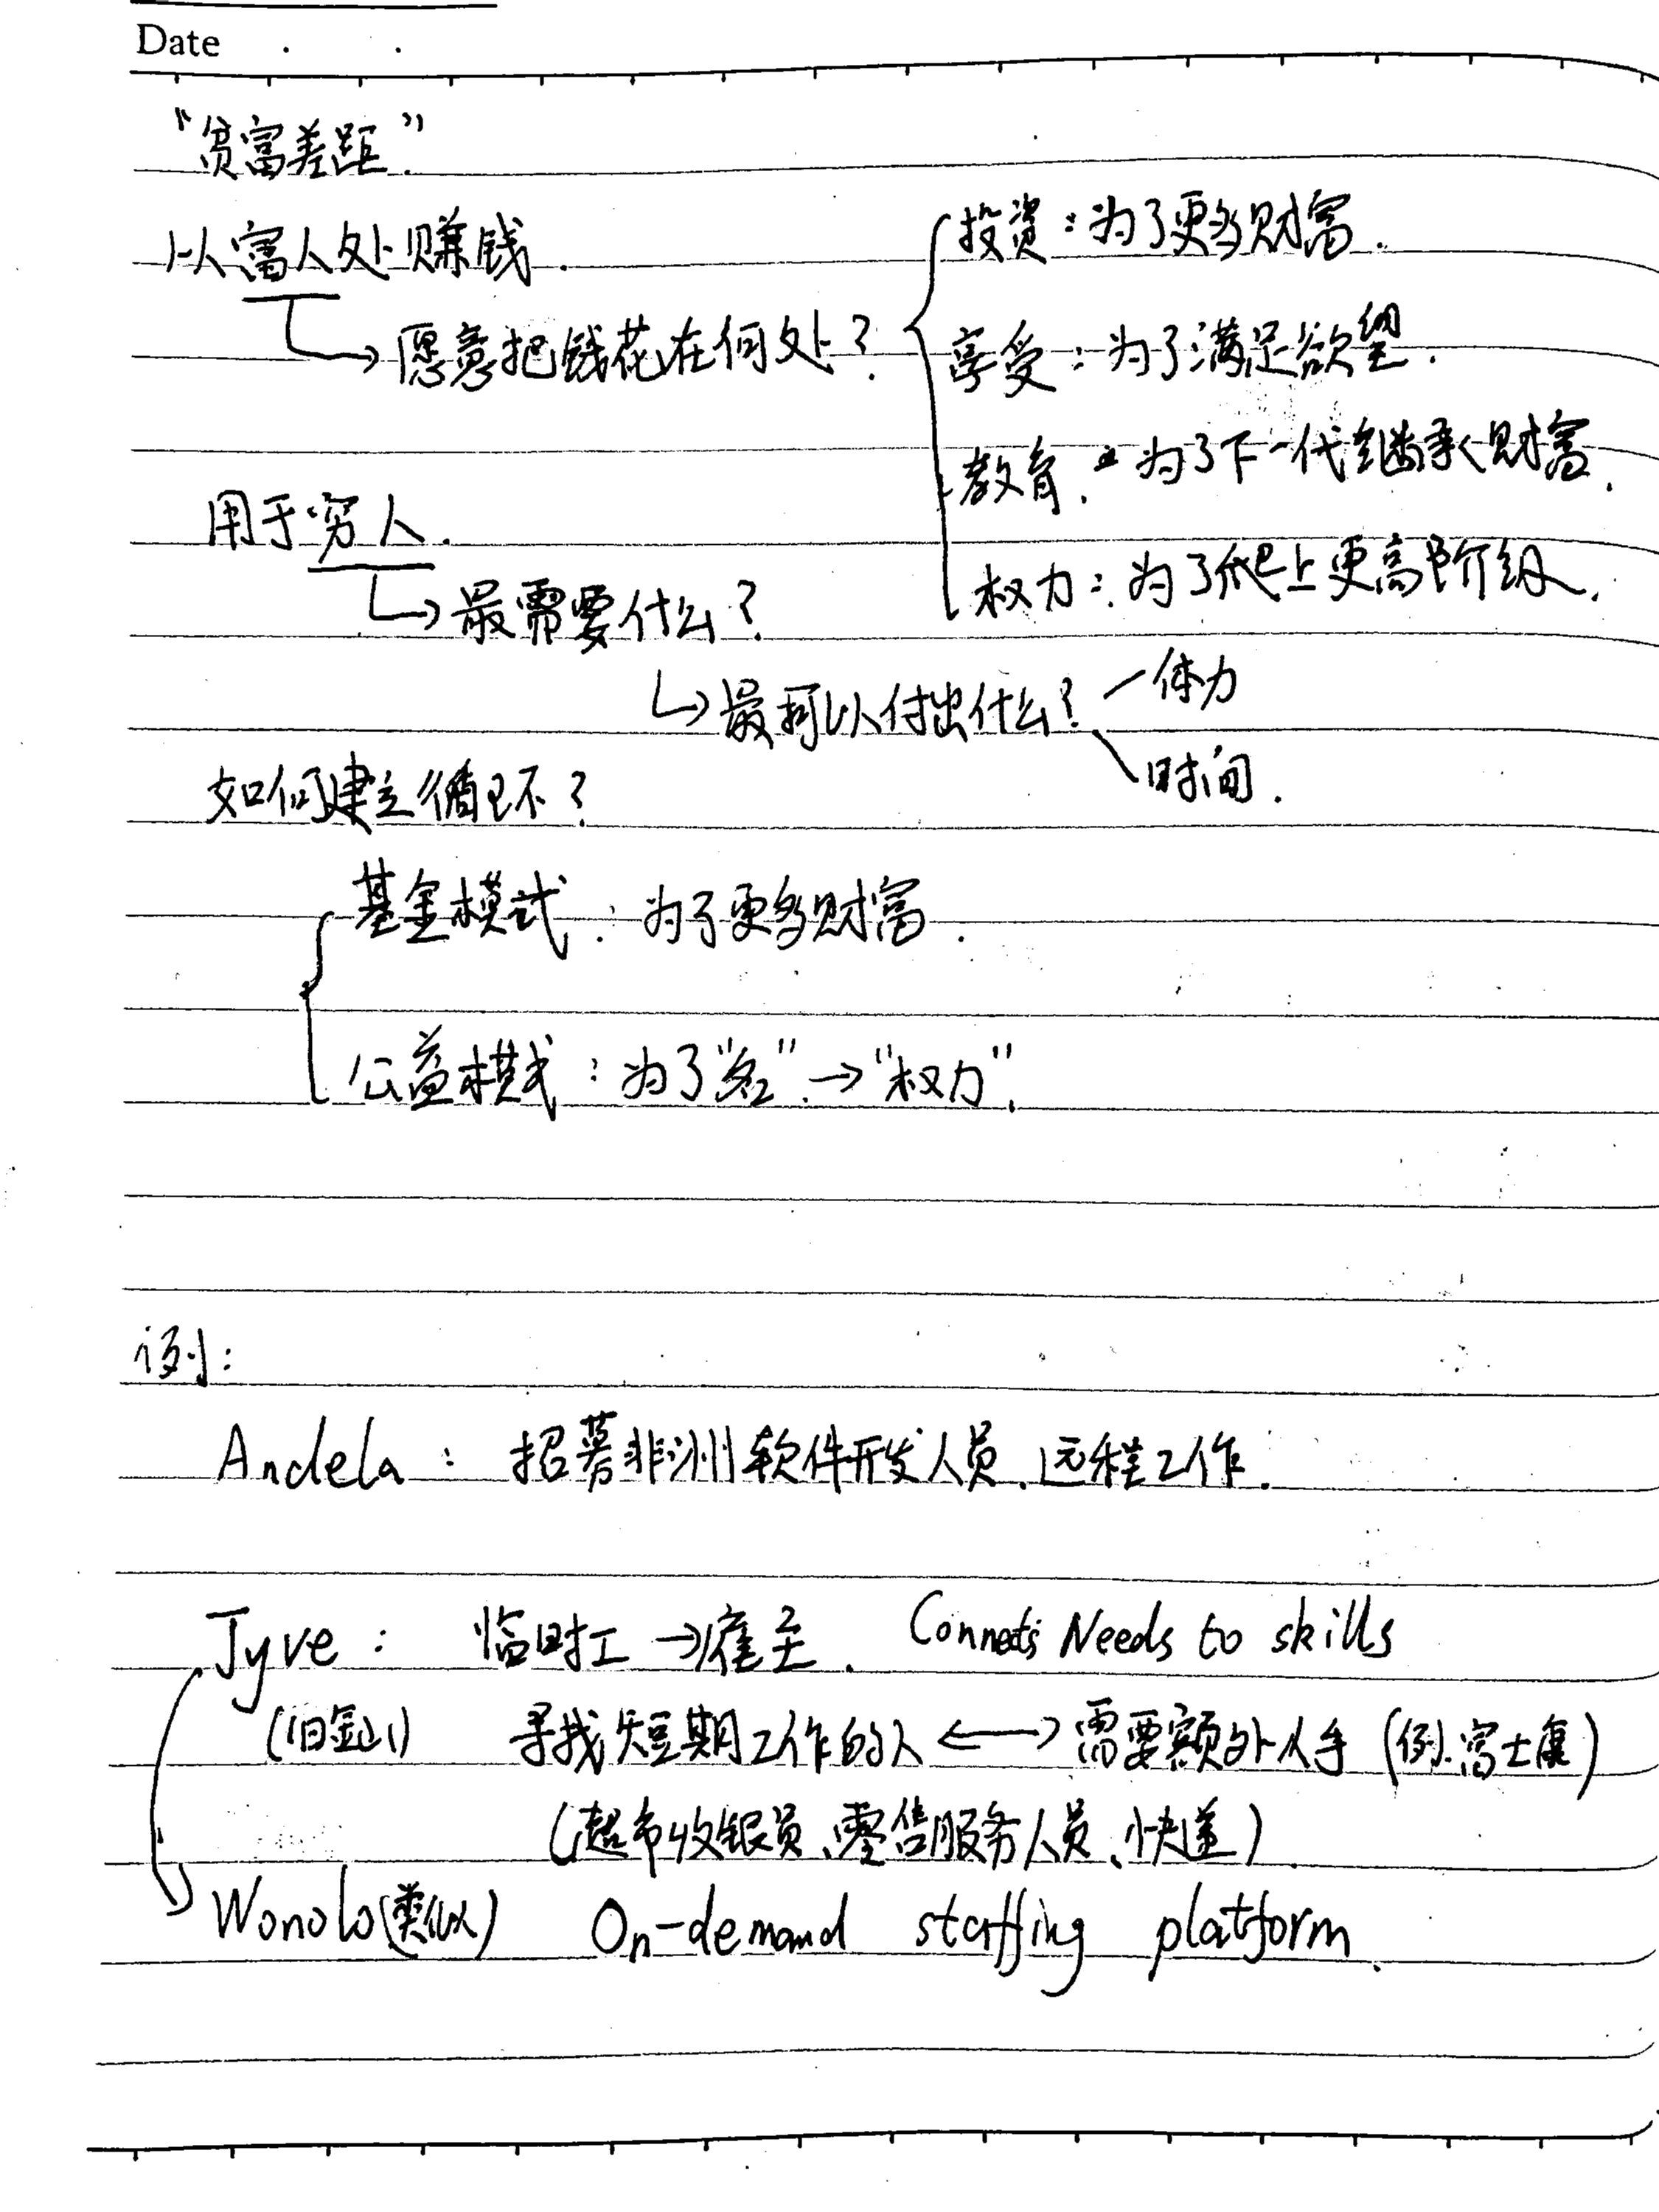 Date
“贫富差距”
从富人处赚钱.
→愿意把钱花在何处？
投资：为了更多财富.
享受：为了满足欲望.
教育：为了下一代继承财富.
权力：为了爬上更高阶级.
用于穷人.
→最需要什么？
→最可以付出什么？
体力
时间.
如何建立循环？
基金模式：为了更多财富.
公益模式：为了“名”→“权力”.
例：
Andela：招募非洲软件开发人员、远程工作.
Jyve：临时工→雇主. Connects Needs to skills
(旧金山) 寻找短期工作的人 ←→ 需要额外人手 (例.富士康)
(超市收银员、零售服务人员、快递)
Wonolo(类似) On-demand staffing platform.